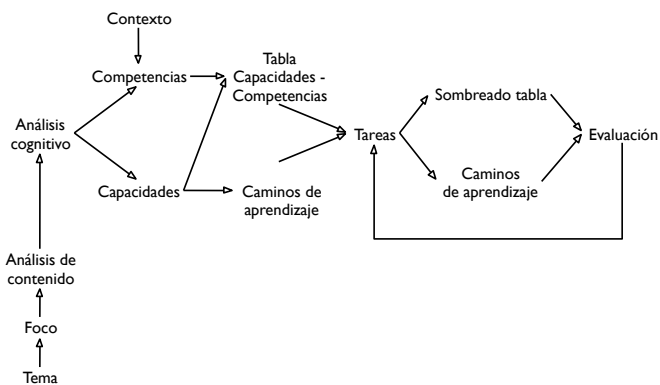 Contexto
Competencias
Tabla
Capacidades -
Competencias
Análisis
cognitivo
Capacidades
Caminos de
aprendizaje
Tareas
Sombreado tabla
Caminos
de aprendizaje
Evaluación
Análisis de
contenido
Foco
Tema